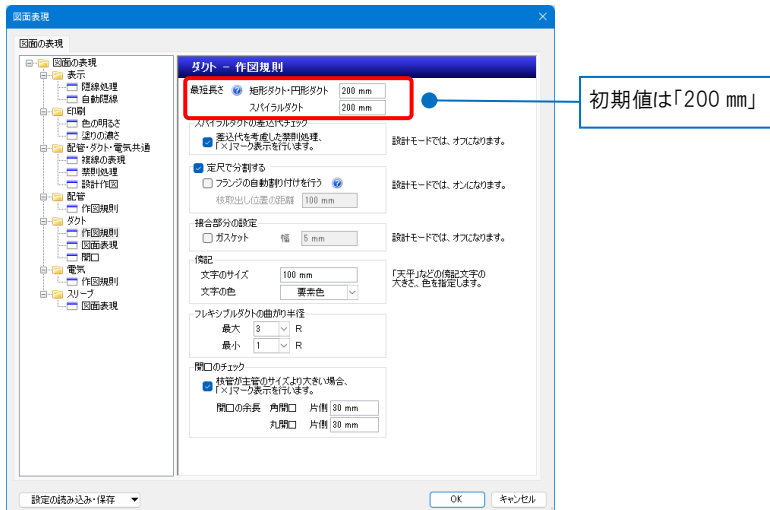 図面表現
図面の表現
図面の表現
表示
隠線処理
自動隠線
印刷
色の明るさ
塗りの濃さ
配管・ダクト・電気共通
複線の表現
禁則処理
設計作図
配管
作図規則
ダクト
作図規則
図面表現
開口
電気
作図規則
スリーブ
図面表現
ダクト － 作図規則
最短長さ 矩形ダクト・円形ダクト 200 mm
スパイラルダクト 200 mm
スパイラルダクトの差込代チェック
差込代を考慮した禁則処理、
「×」マーク表示を行います。
設計モードでは、オフになります。
定尺で分割する
フランジの自動割り付けを行う
設計モードでは、オンになります。
枝取出し位置の距離 100 mm
接合部分の設定
ガスケット 幅 5 mm
設計モードでは、オフになります。
傍記
文字のサイズ 100 mm
文字の色 要素色
「天平」などの傍記文字の
大きさ、色を指定します。
フレキシブルダクトの曲がり半径
最大 3 R
最小 1 R
開口のチェック
枝管が主管のサイズより大きい場合、
「×」マーク表示を行います。
開口の余長 角開口 片側 30 mm
丸開口 片側 30 mm
設定の読み込み・保存
OK キャンセル
初期値は「200 ㎜」